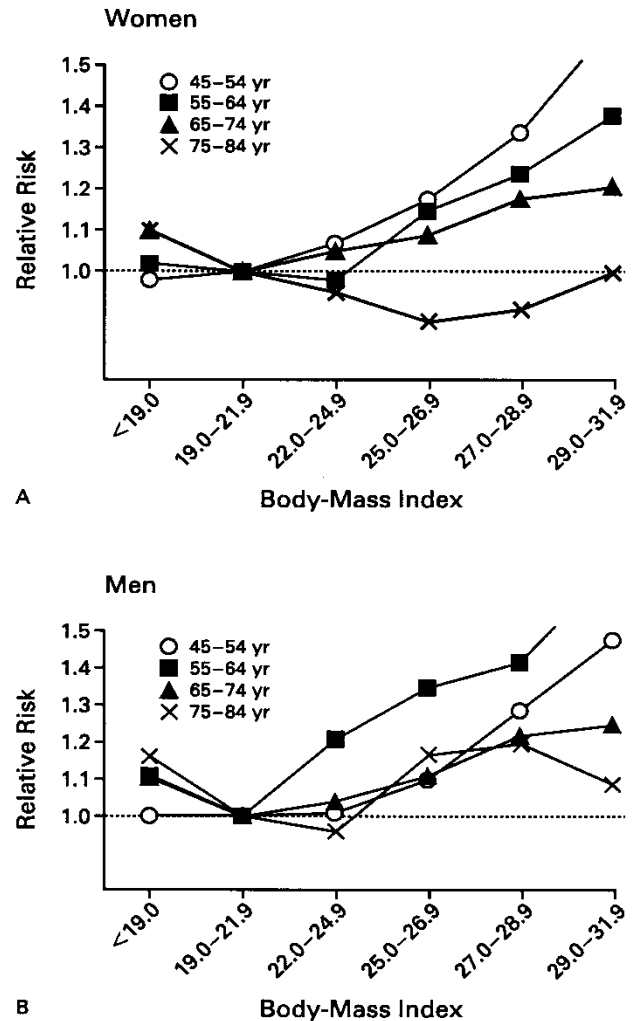 Women
1.5
1.4
1.3
1.2
1.1
1.0
Relative Risk
45–54 yr
55–64 yr
65–74 yr
75–84 yr
<19.0
19.0–21.9
22.0–24.9
25.0–26.9
27.0–28.9
29.0–31.9
A
Body-Mass Index
Men
1.5
1.4
1.3
1.2
1.1
1.0
Relative Risk
45–54 yr
55–64 yr
65–74 yr
75–84 yr
<19.0
19.0–21.9
22.0–24.9
25.0–26.9
27.0–28.9
29.0–31.9
B
Body-Mass Index